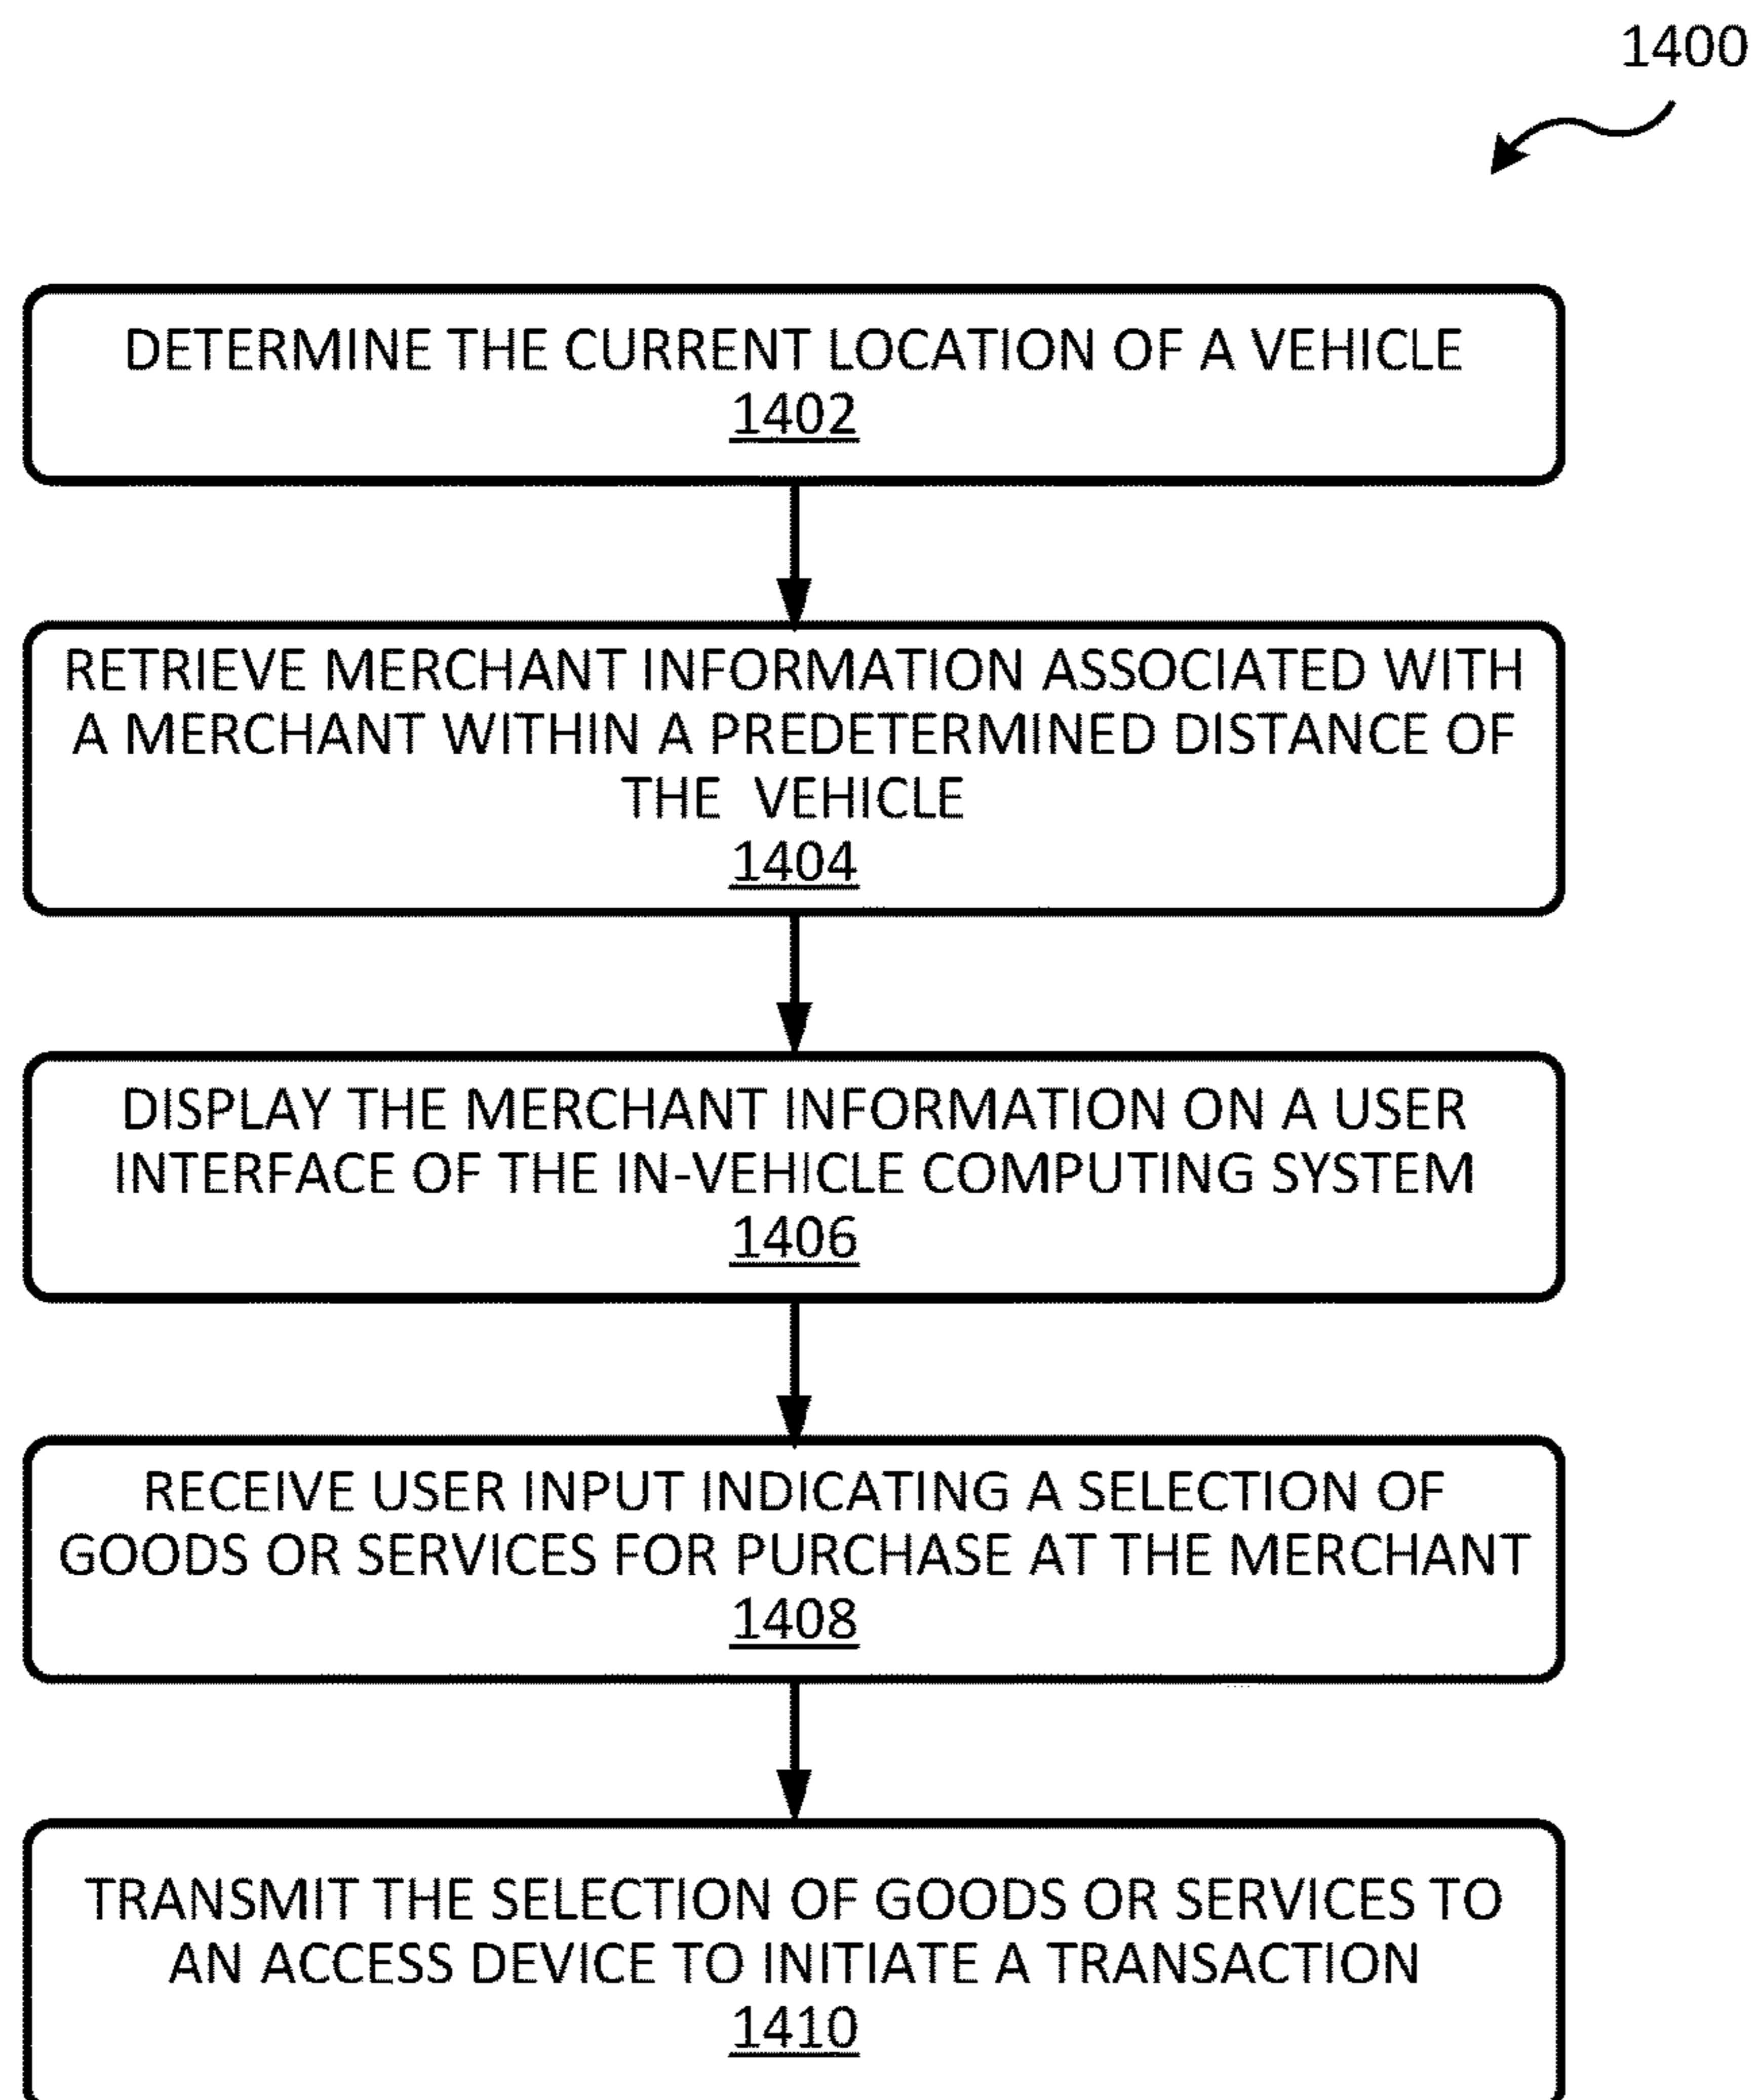 1400
DETERMINE THE CURRENT LOCATION OF A VEHICLE
1402
RETRIEVE MERCHANT INFORMATION ASSOCIATED WITH
A MERCHANT WITHIN A PREDETERMINED DISTANCE OF
THE VEHICLE
1404
DISPLAY THE MERCHANT INFORMATION ON A USER
INTERFACE OF THE IN-VEHICLE COMPUTING SYSTEM
1406
RECEIVE USER INPUT INDICATING A SELECTION OF
GOODS OR SERVICES FOR PURCHASE AT THE MERCHANT
1408
TRANSMIT THE SELECTION OF GOODS OR SERVICES TO
AN ACCESS DEVICE TO INITIATE A TRANSACTION
1410